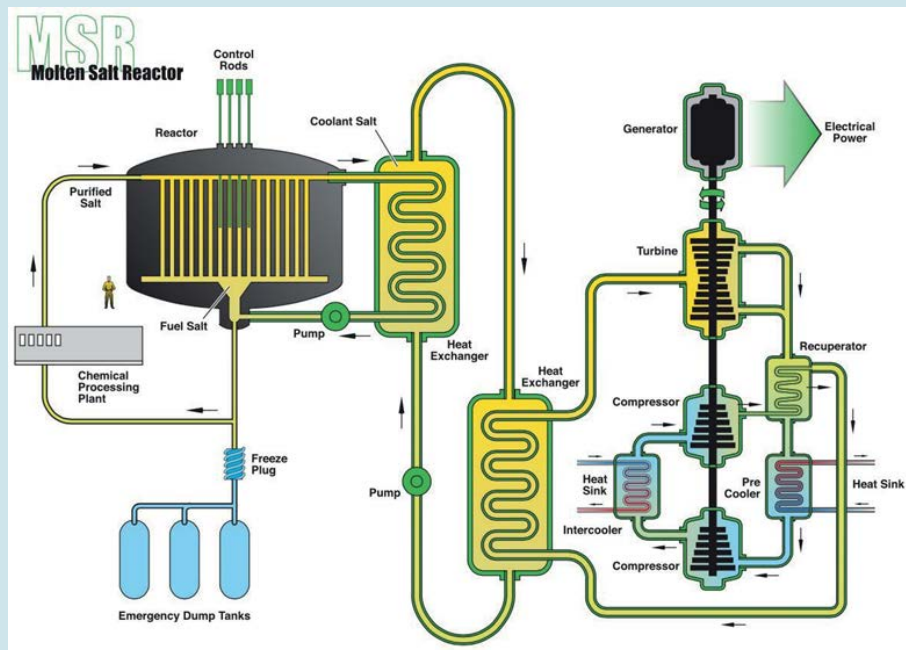 MSR
Molten Salt Reactor
Control
Rods
Reactor
Coolant Salt
Generator
Electrical
Power
Purified
Salt
Turbine
Fuel Salt
Pump
Heat
Exchanger
Recuperator
Chemical
Processing
Plant
Heat
Exchanger
Compressor
Freeze
Plug
Pump
Heat
Sink
Pre
Cooler
Heat Sink
Intercooler
Compressor
Emergency Dump Tanks